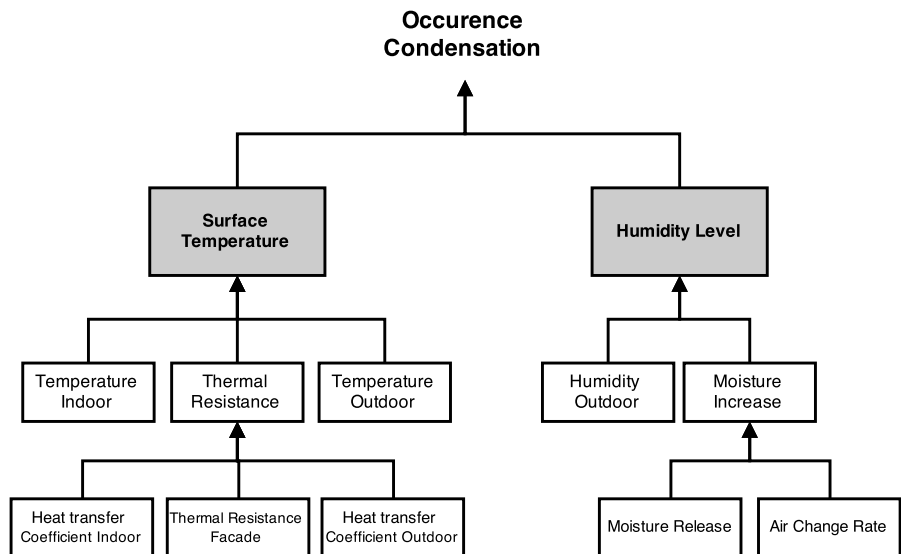 Occurence
Condensation
Surface
Temperature
Humidity Level
Temperature
Indoor
Thermal
Resistance
Temperature
Outdoor
Humidity
Outdoor
Moisture
Increase
Heat transfer
Coefficient Indoor
Thermal Resistance
Facade
Heat transfer
Coefficient Outdoor
Moisture Release
Air Change Rate